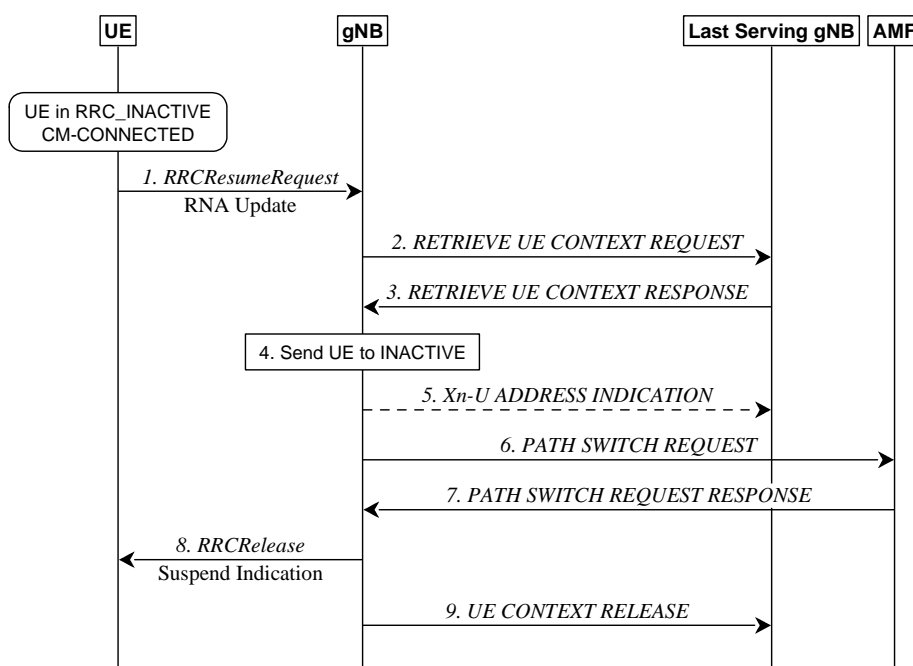 UE
gNB
Last Serving gNB
AMF
UE in RRC_INACTIVE
CM-CONNECTED
1. RRCResumeRequest
RNA Update
2. RETRIEVE UE CONTEXT REQUEST
3. RETRIEVE UE CONTEXT RESPONSE
4. Send UE to INACTIVE
5. Xn-U ADDRESS INDICATION
6. PATH SWITCH REQUEST
7. PATH SWITCH REQUEST RESPONSE
8. RRCRelease
Suspend Indication
9. UE CONTEXT RELEASE